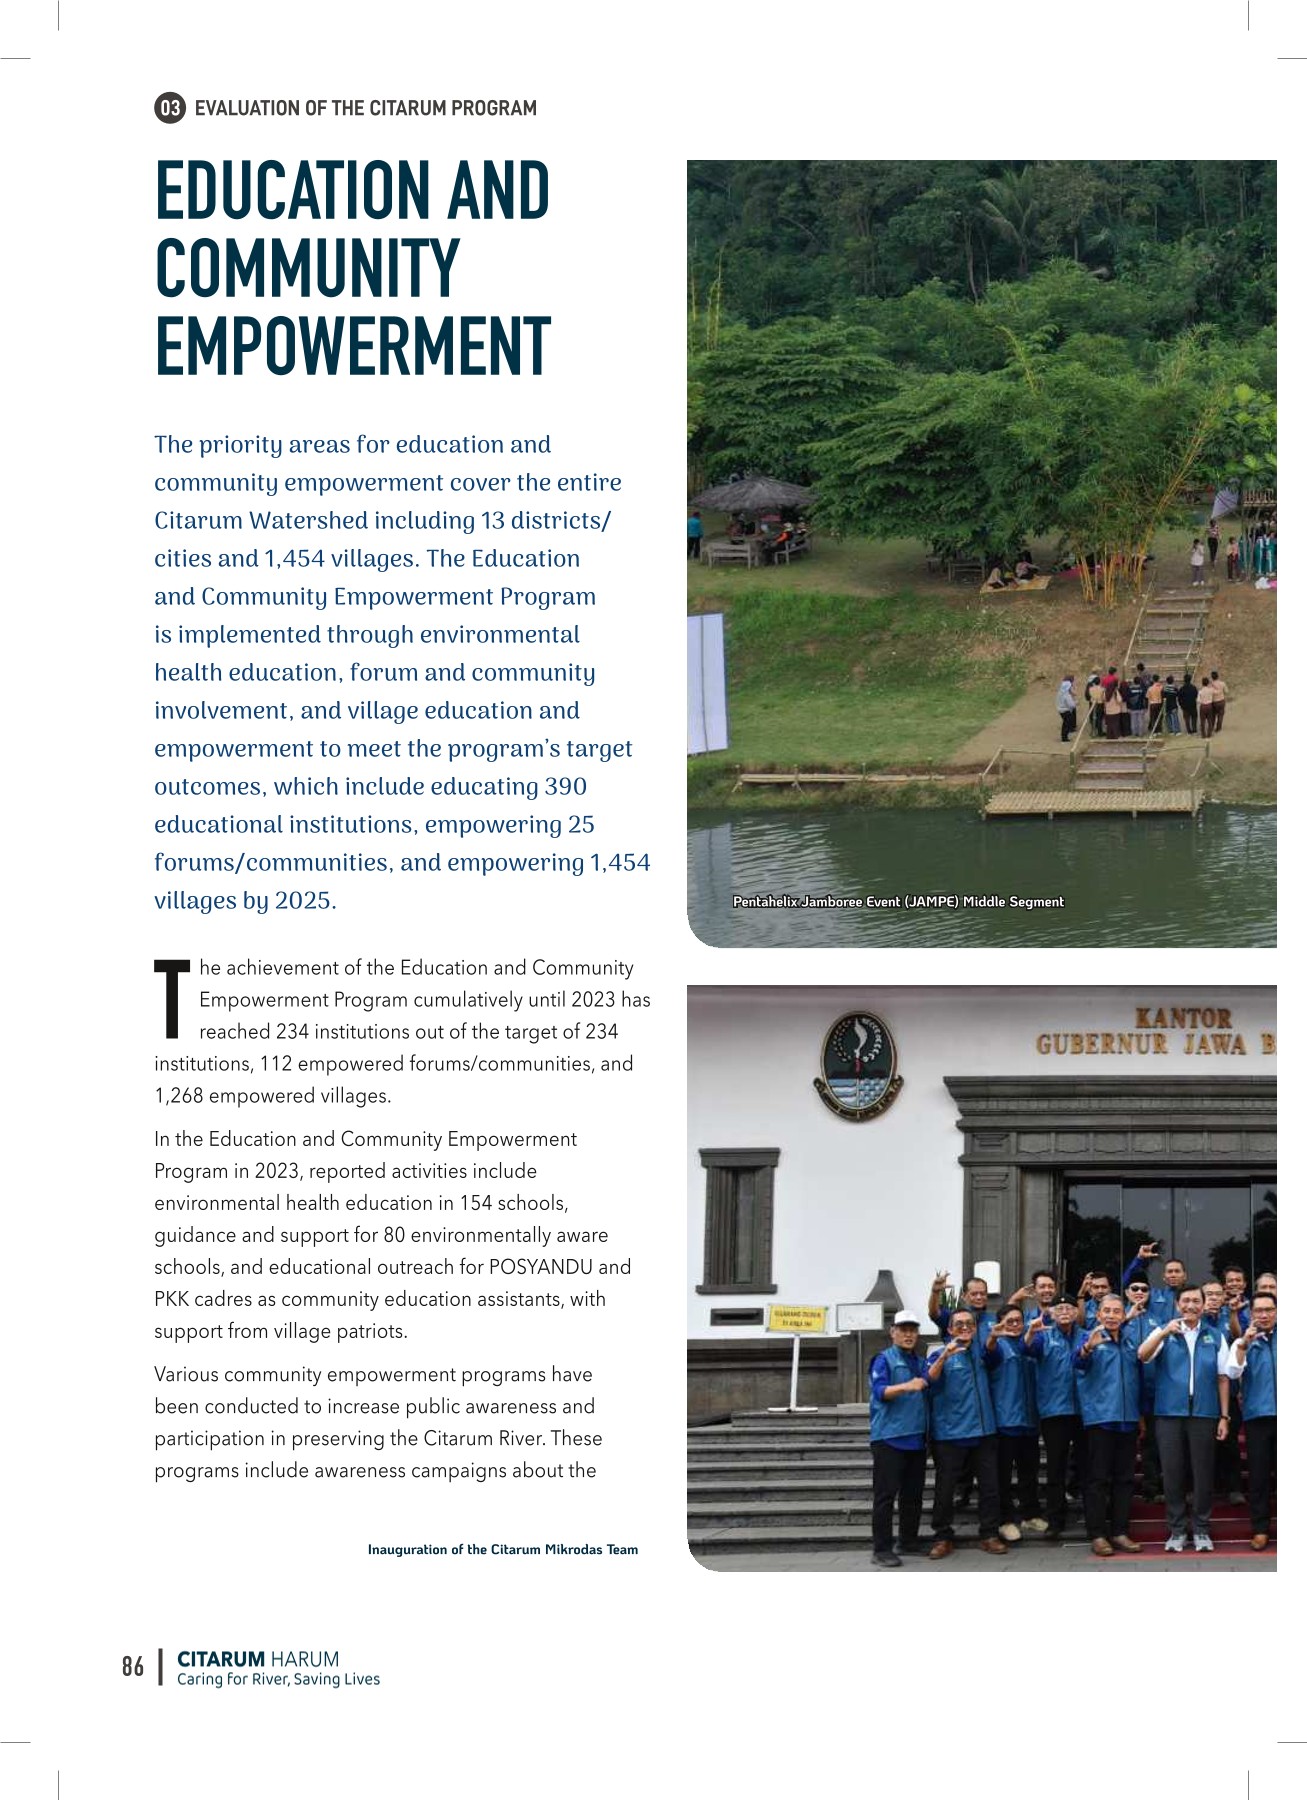 03 EVALUATION OF THE CITARUM PROGRAM
EDUCATION AND
COMMUNITY
EMPOWERMENT
The priority areas for education and
community empowerment cover the entire
Citarum Watershed including 13 districts/
cities and 1,454 villages. The Education
and Community Empowerment Program
is implemented through environmental
health education, forum and community
involvement, and village education and
empowerment to meet the program’s target
outcomes, which include educating 390
educational institutions, empowering 25
forums/communities, and empowering 1,454
villages by 2025.
The achievement of the Education and Community
Empowerment Program cumulatively until 2023 has
reached 234 institutions out of the target of 234
institutions, 112 empowered forums/communities, and
1,268 empowered villages.
In the Education and Community Empowerment
Program in 2023, reported activities include
environmental health education in 154 schools,
guidance and support for 80 environmentally aware
schools, and educational outreach for POSYANDU and
PKK cadres as community education assistants, with
support from village patriots.
Various community empowerment programs have
been conducted to increase public awareness and
participation in preserving the Citarum River. These
programs include awareness campaigns about the
Inauguration of the Citarum Mikrodas Team
Pentahelix Jamboree Event (JAMPE) Middle Segment
KANTOR
GUBERNUR JAWA B
86
CITARUM HARUM
Caring for River, Saving Lives